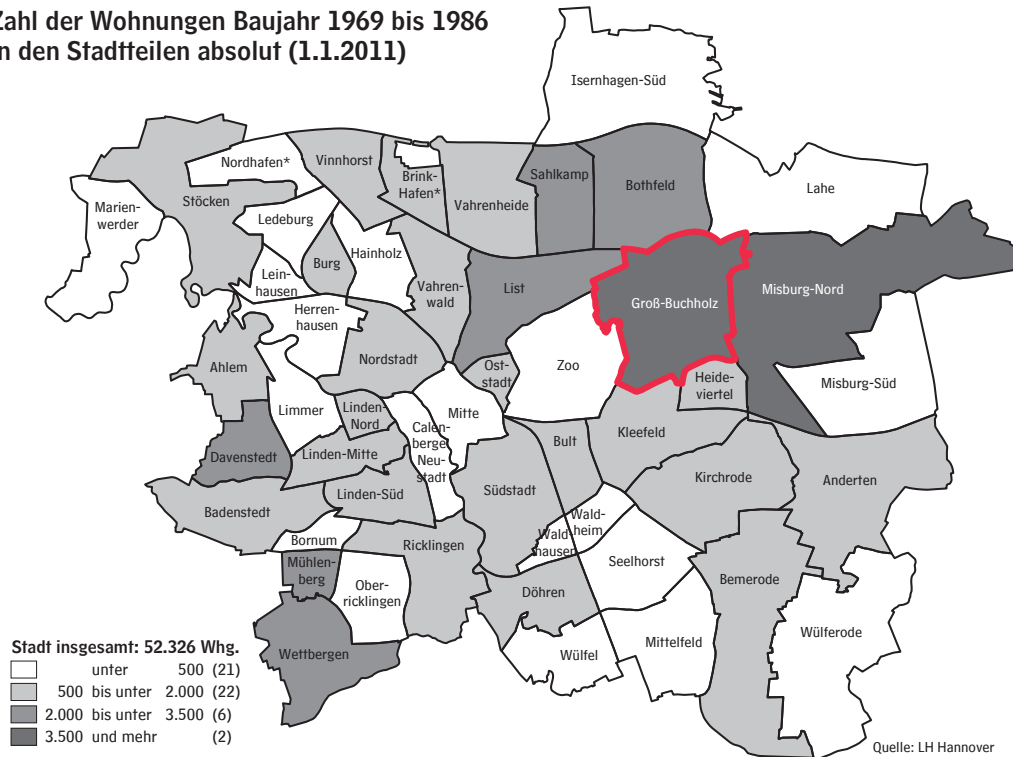 Zahl der Wohnungen Baujahr 1969 bis 1986
in den Stadtteilen absolut (1.1.2011)
Isernhagen-Süd
Nordhafen*
Vinnhorst
Brink-
Hafen*
Sahlkamp
Bothfeld
Lahe
Marien-
werder
Stöcken
Vahrenheide
Ledeburg
Hainholz
Burg
Lein-
hausen
Vahren-
wald
List
Groß-Buchholz
Misburg-Nord
Herren-
hausen
Nordstadt
Ahlem
Ost-
stadt
Zoo
Heide-
viertel
Misburg-Süd
Limmer
Linden-
Nord
Mitte
Calen-
berger
Neu-
stadt
Kleefeld
Bult
Davenstedt
Linden-Mitte
Kirchrode
Anderten
Linden-Süd
Südstadt
Badenstedt
Wald-
heim
Wald-
hausen
Bornum
Ricklingen
Seelhorst
Mühlen-
berg
Ober-
ricklingen
Döhren
Bemerode
Wettbergen
Wülfel
Mittelfeld
Wülferode
Stadt insgesamt: 52.326 Whg.
unter 500 (21)
500 bis unter 2.000 (22)
2.000 bis unter 3.500 (6)
3.500 und mehr (2)
Quelle: LH Hannover